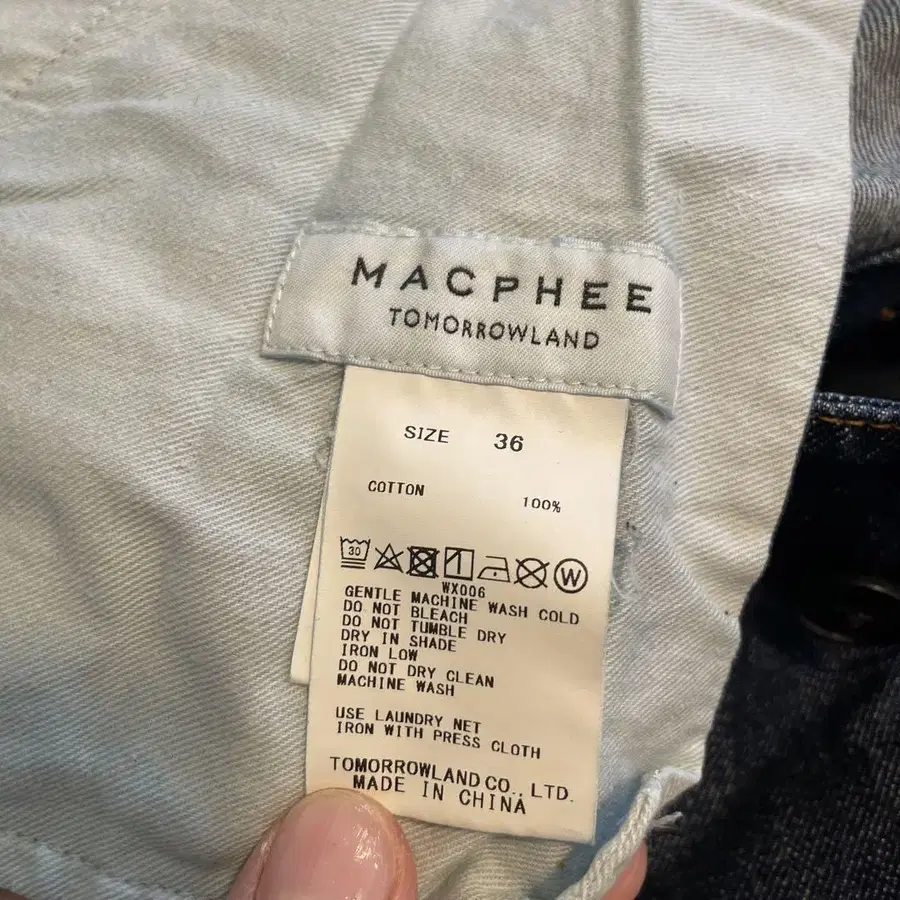 MACPHEE
TOMORROWLAND
SIZE 36
COTTON 100%
30 W
WX006
GENTLE MACHINE WASH COLD
DO NOT BLEACH
DO NOT TUMBLE DRY
DRY IN SHADE
IRON LOW
DO NOT DRY CLEAN
MACHINE WASH
USE LAUNDRY NET
IRON WITH PRESS CLOTH
TOMORROWLAND CO., LTD.
MADE IN CHINA